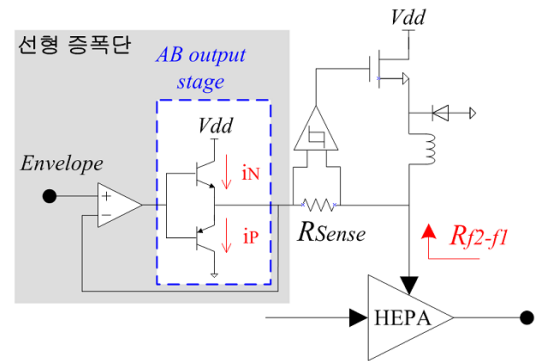 선형 증폭단
AB output
stage
Vdd
Vdd
Envelope
+
−
iN
iP
RSense
Rf2-f1
HEPA